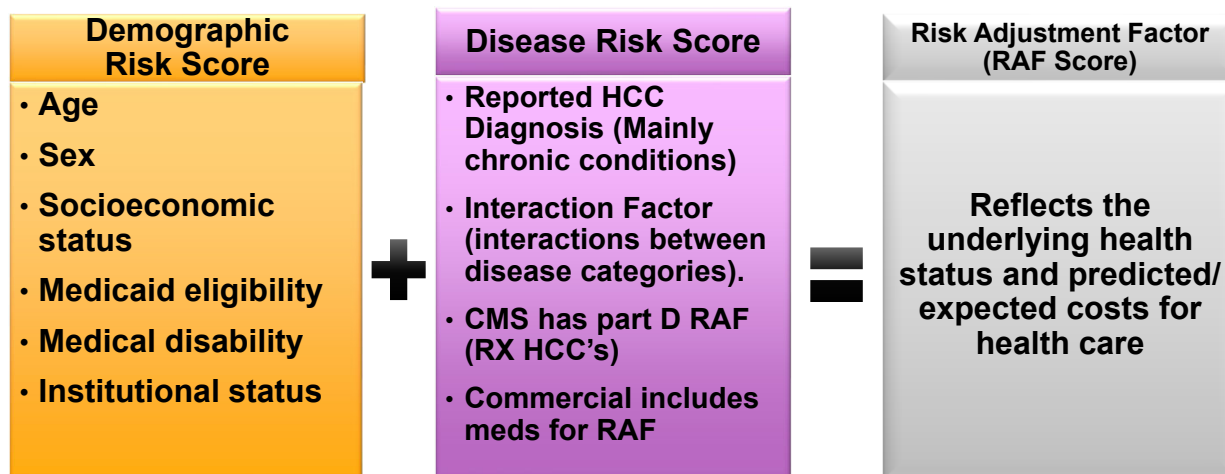 Demographic
Risk Score
• Age
• Sex
• Socioeconomic
status
• Medicaid eligibility
• Medical disability
• Institutional status
+
Disease Risk Score
• Reported HCC
Diagnosis (Mainly
chronic conditions)
• Interaction Factor
(interactions between
disease categories).
• CMS has part D RAF
(RX HCC’s)
• Commercial includes
meds for RAF
=
Risk Adjustment Factor
(RAF Score)
Reflects the
underlying health
status and predicted/
expected costs for
health care